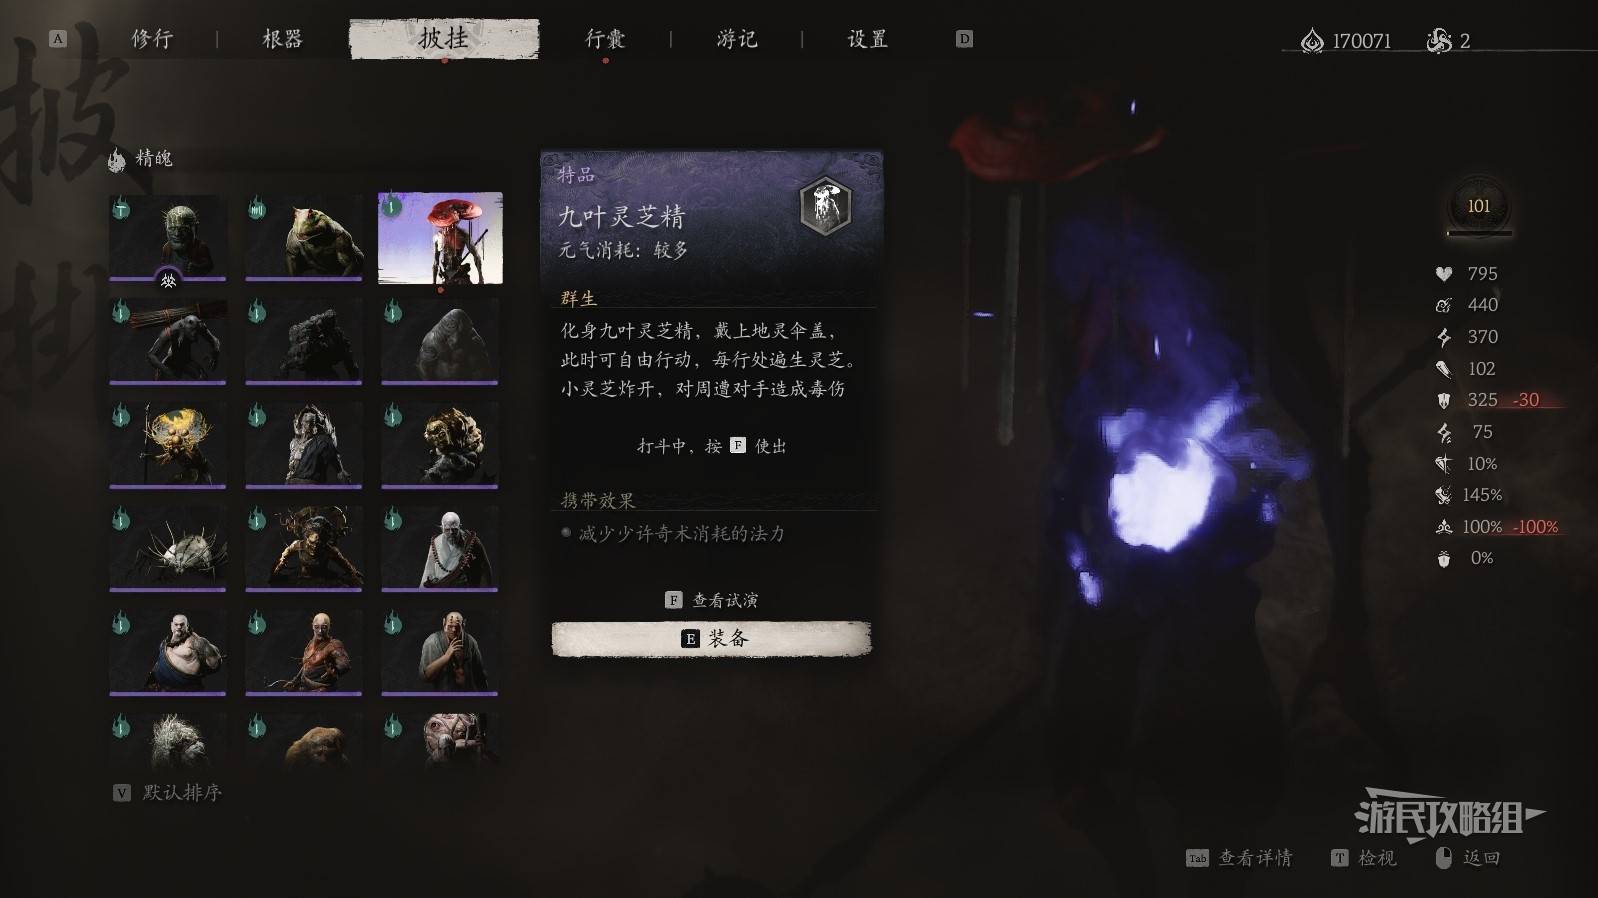 A 修行 | 根器 披挂 行囊 | 游记 | 设置 D
170071 2
披挂
精魄
特品
九叶灵芝精
元气消耗：较多
群生
化身九叶灵芝精，戴上地灵伞盖，
此时可自由行动，每行处遍生灵芝。
小灵芝炸开，对周遭对手造成毒伤
打斗中，按 F 使出
携带效果
减少少许奇术消耗的法力
F 查看试演
E 装备
101
795
440
370
102
325 -30
75
10%
145%
100% -100%
0%
V 默认排序
游民攻略组
Tab 查看详情 T 检视 返回